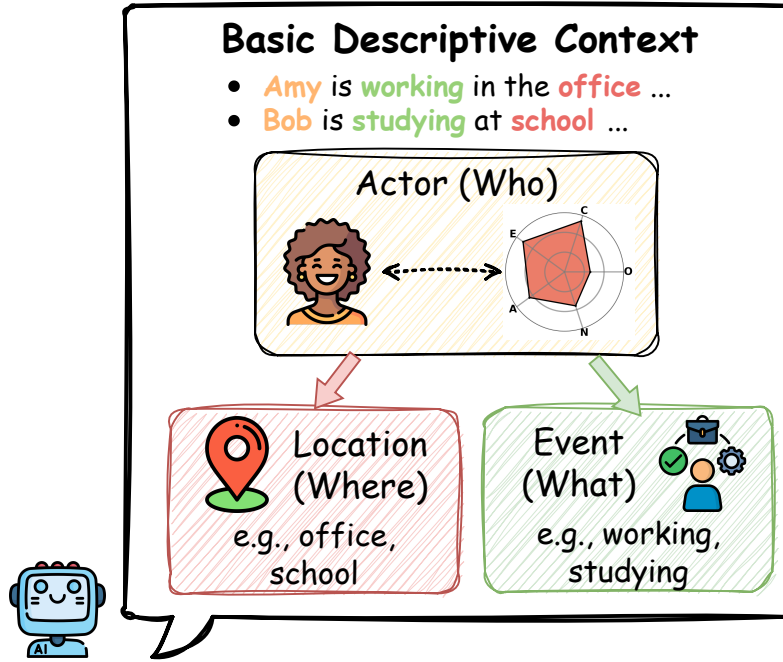 Basic Descriptive Context
• Amy is working in the office ...
• Bob is studying at school ...
Actor (Who)
C
E
O
A
N
Location
(Where)
e.g., office,
school
Event
(What)
e.g., working,
studying
AI